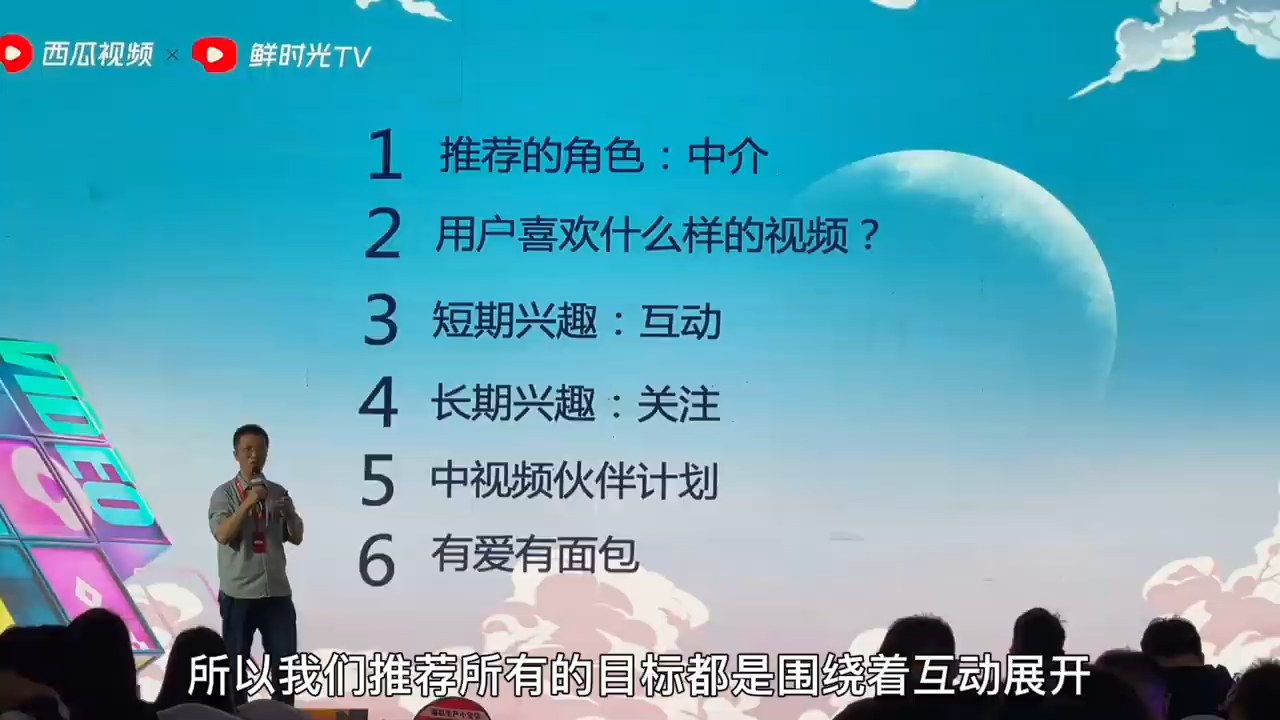 西瓜视频 × 鲜时光TV
1 推荐的角色：中介
2 用户喜欢什么样的视频？
3 短期兴趣：互动
4 长期兴趣：关注
5 中视频伙伴计划
6 有爱有面包
VIDEO
所以我们推荐所有的目标都是围绕着互动展开